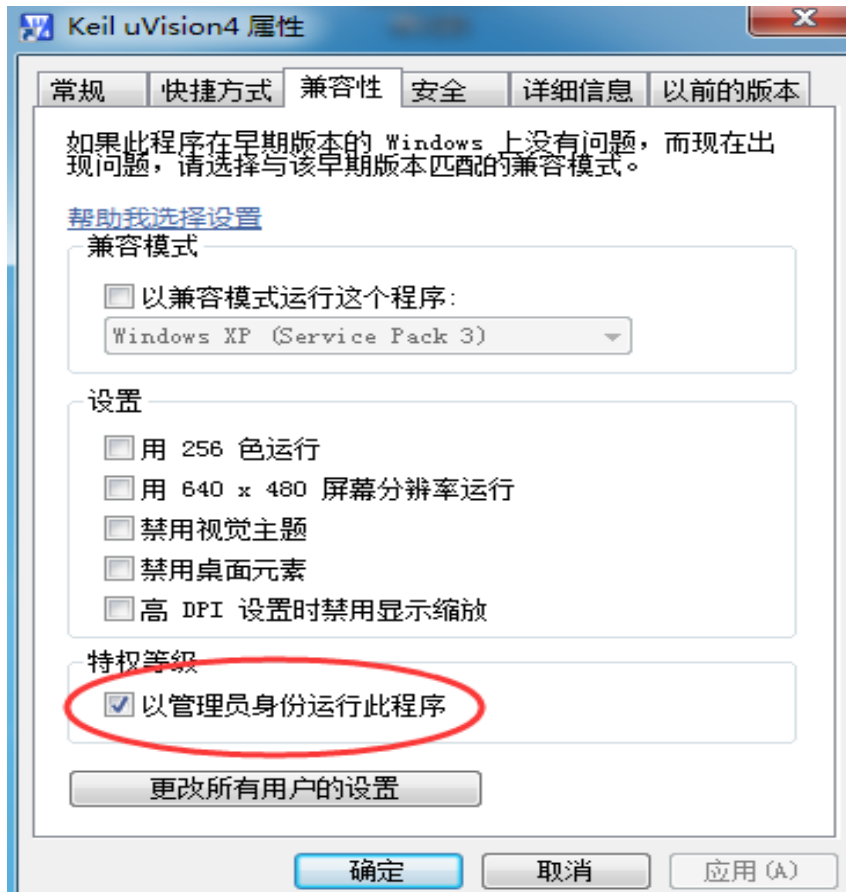 Keil uVision4 属性
常规 快捷方式 兼容性 安全 详细信息 以前的版本
如果此程序在早期版本的 Windows 上没有问题，而现在出
现问题，请选择与该早期版本匹配的兼容模式。
帮助我选择设置
兼容模式
以兼容模式运行这个程序:
Windows XP (Service Pack 3)
设置
用 256 色运行
用 640 x 480 屏幕分辨率运行
禁用视觉主题
禁用桌面元素
高 DPI 设置时禁用显示缩放
特权等级
以管理员身份运行此程序
更改所有用户的设置
确定 取消 应用(A)